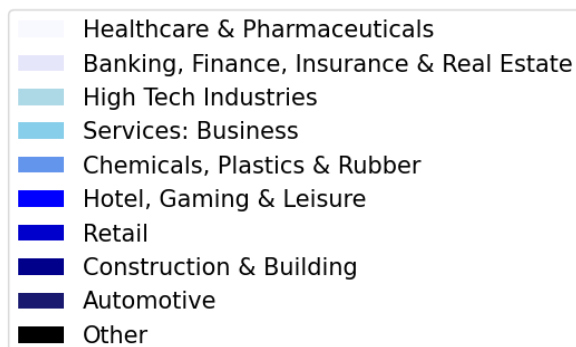 Healthcare & Pharmaceuticals
Banking, Finance, Insurance & Real Estate
High Tech Industries
Services: Business
Chemicals, Plastics & Rubber
Hotel, Gaming & Leisure
Retail
Construction & Building
Automotive
Other